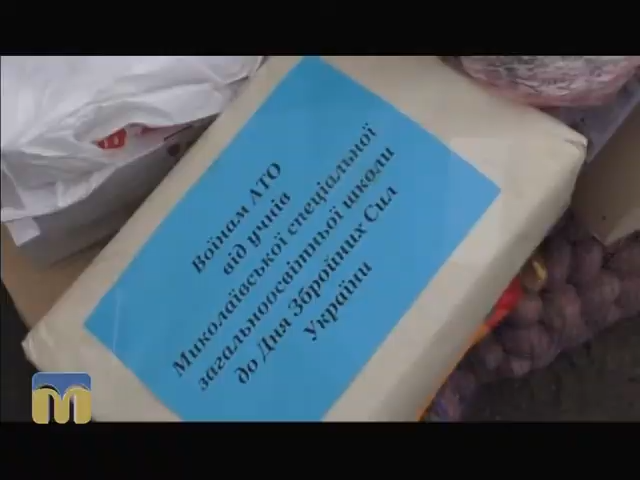 Воїнам АТО
від учнів
Миколаївської спеціальної
загальноосвітньої школи
до Дня Збройних Сил
України
M